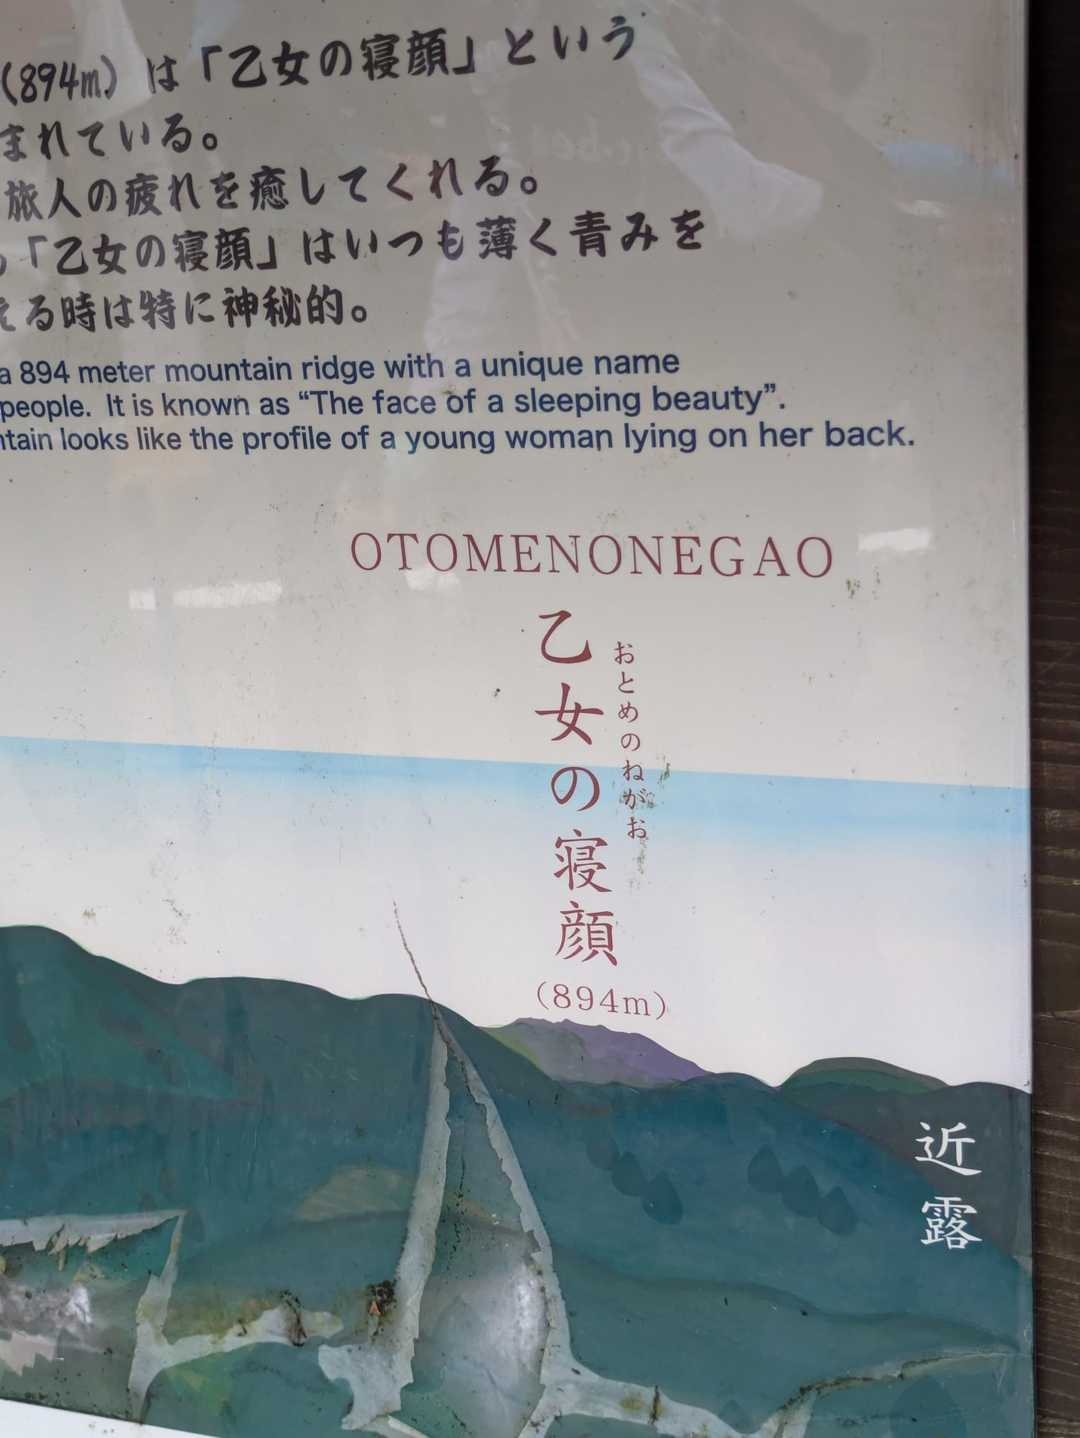 (894m) は「乙女の寝顔」という
まれている。
旅人の疲れを癒してくれる。
「乙女の寝顔」はいつも薄く青みを
える時は特に神秘的。
a 894 meter mountain ridge with a unique name
people. It is known as “The face of a sleeping beauty”.
ntain looks like the profile of a young woman lying on her back.
OTOMENONEGAO
乙女の寝顔
おとめのねがお
(894m)
近露